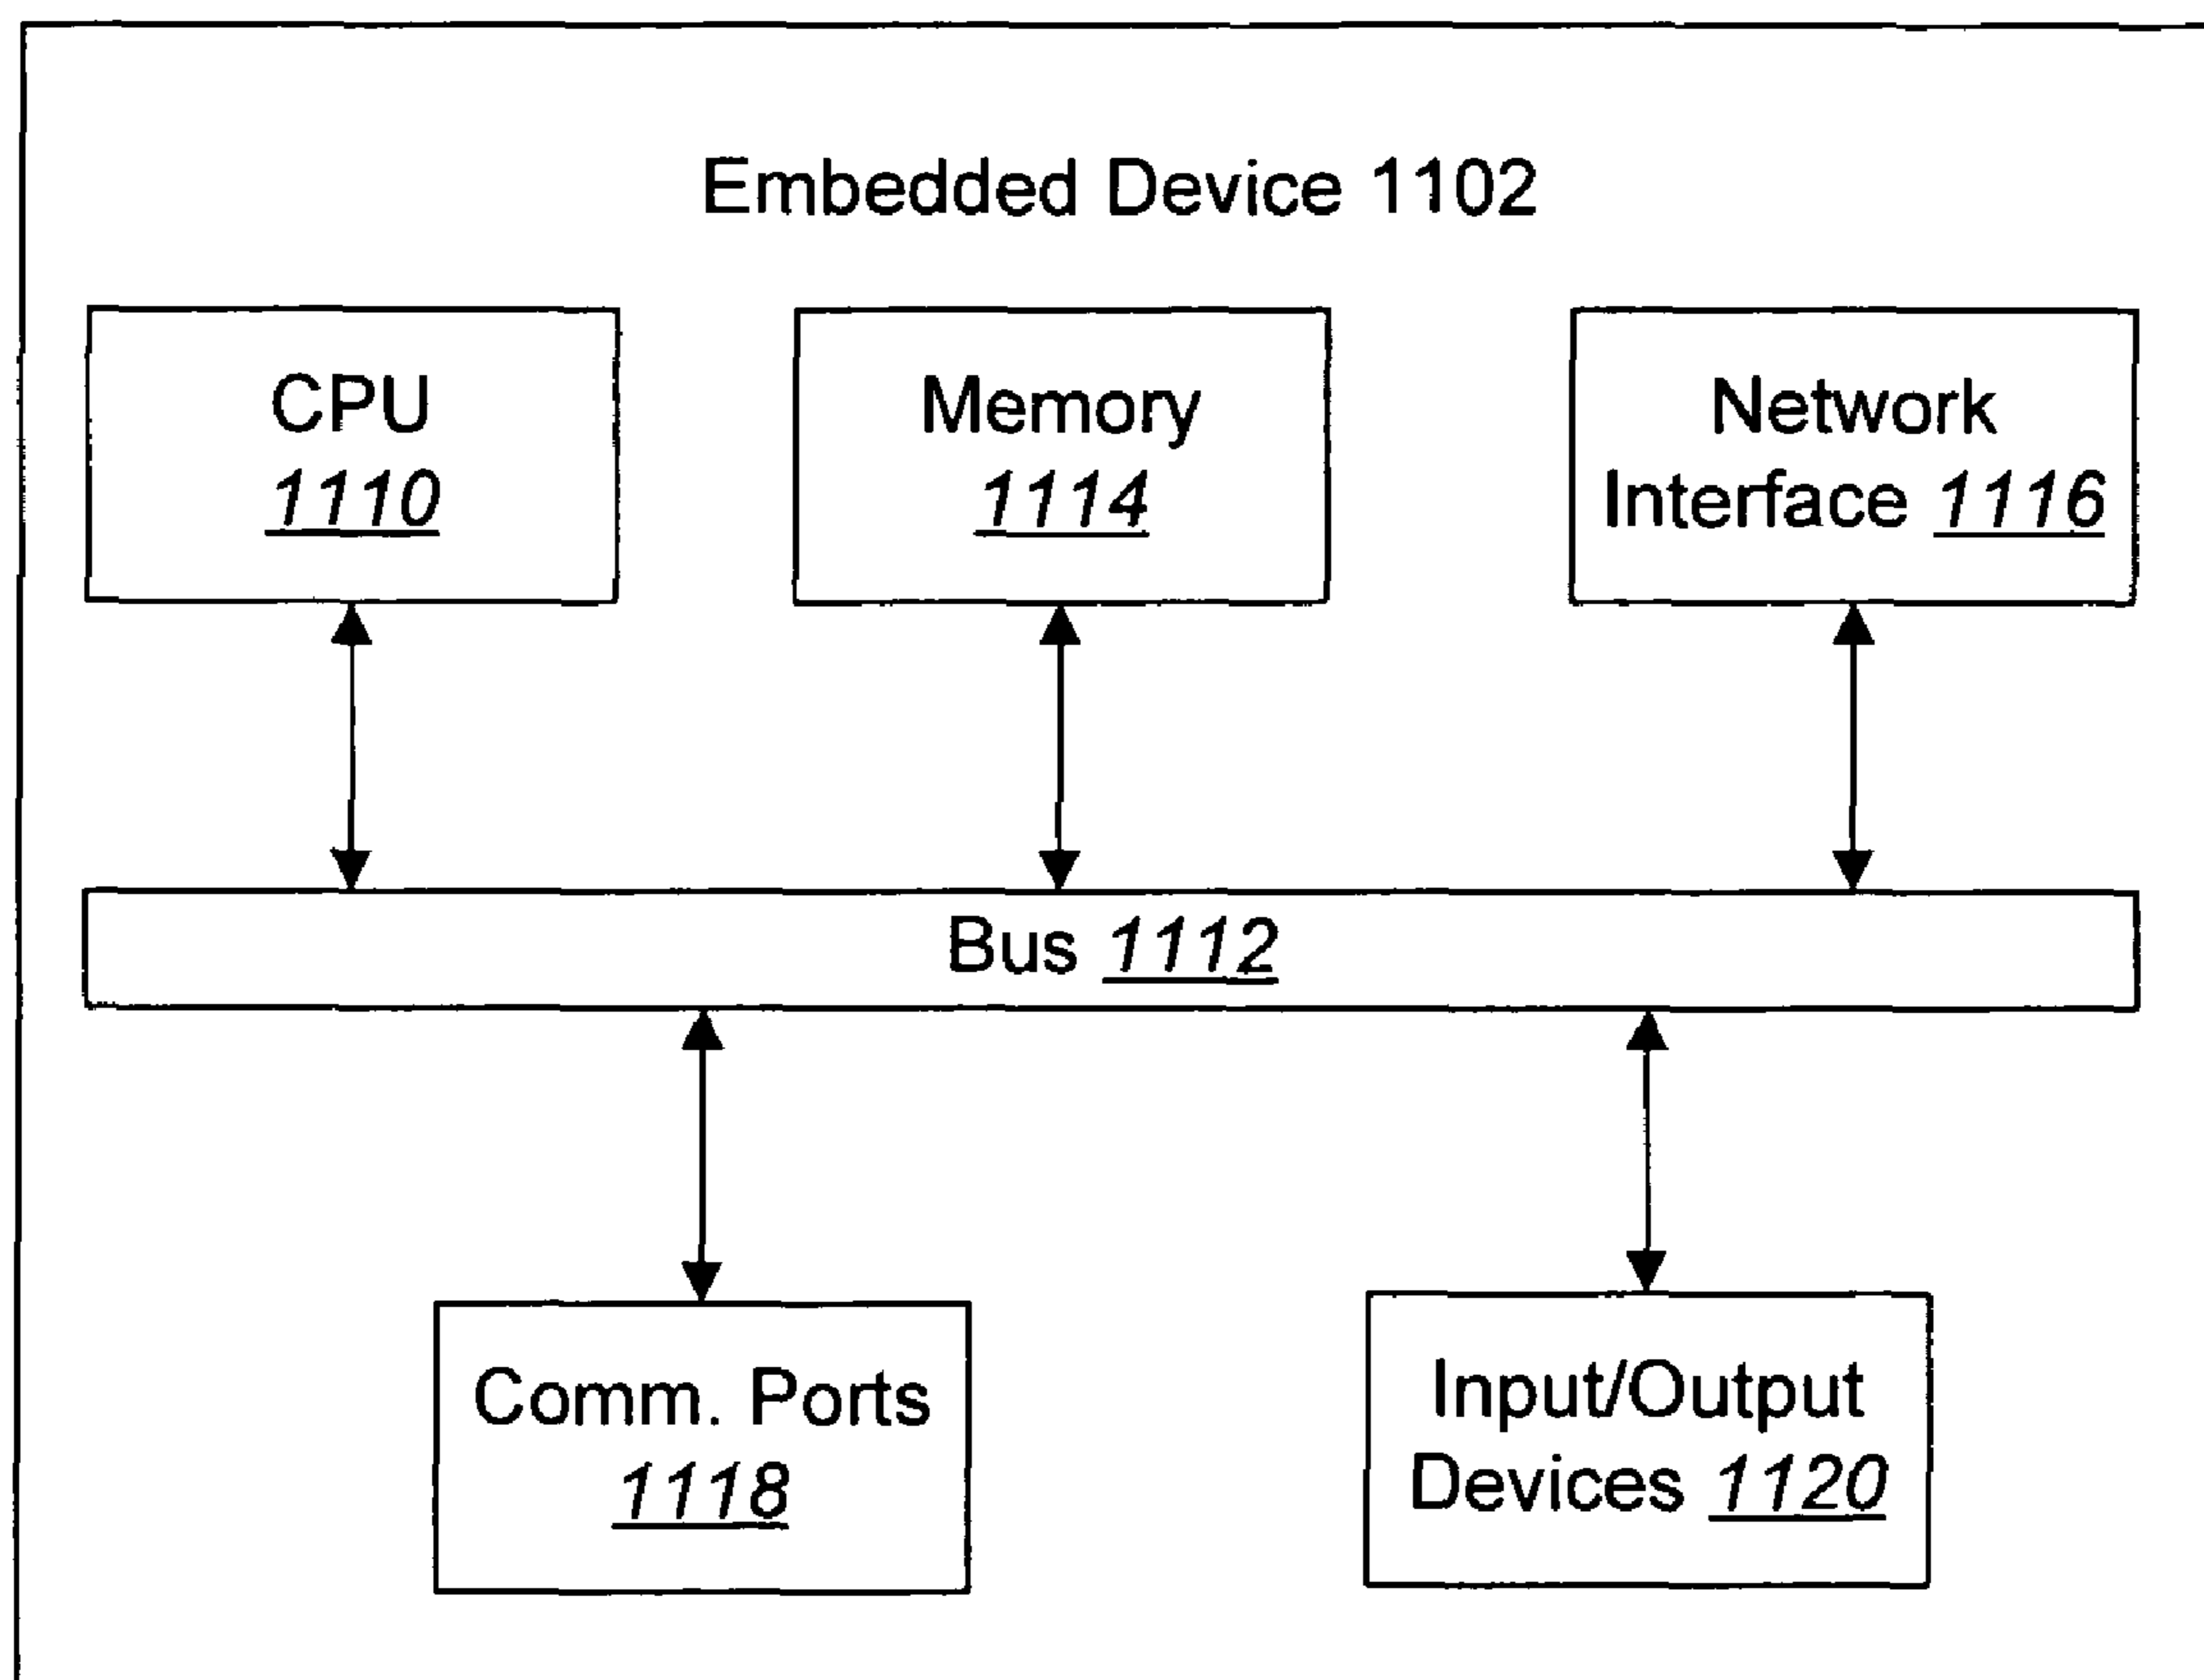 Embedded Device 1102
CPU
1110
Memory
1114
Network
Interface 1116
Bus 1112
Comm. Ports
1118
Input/Output
Devices 1120